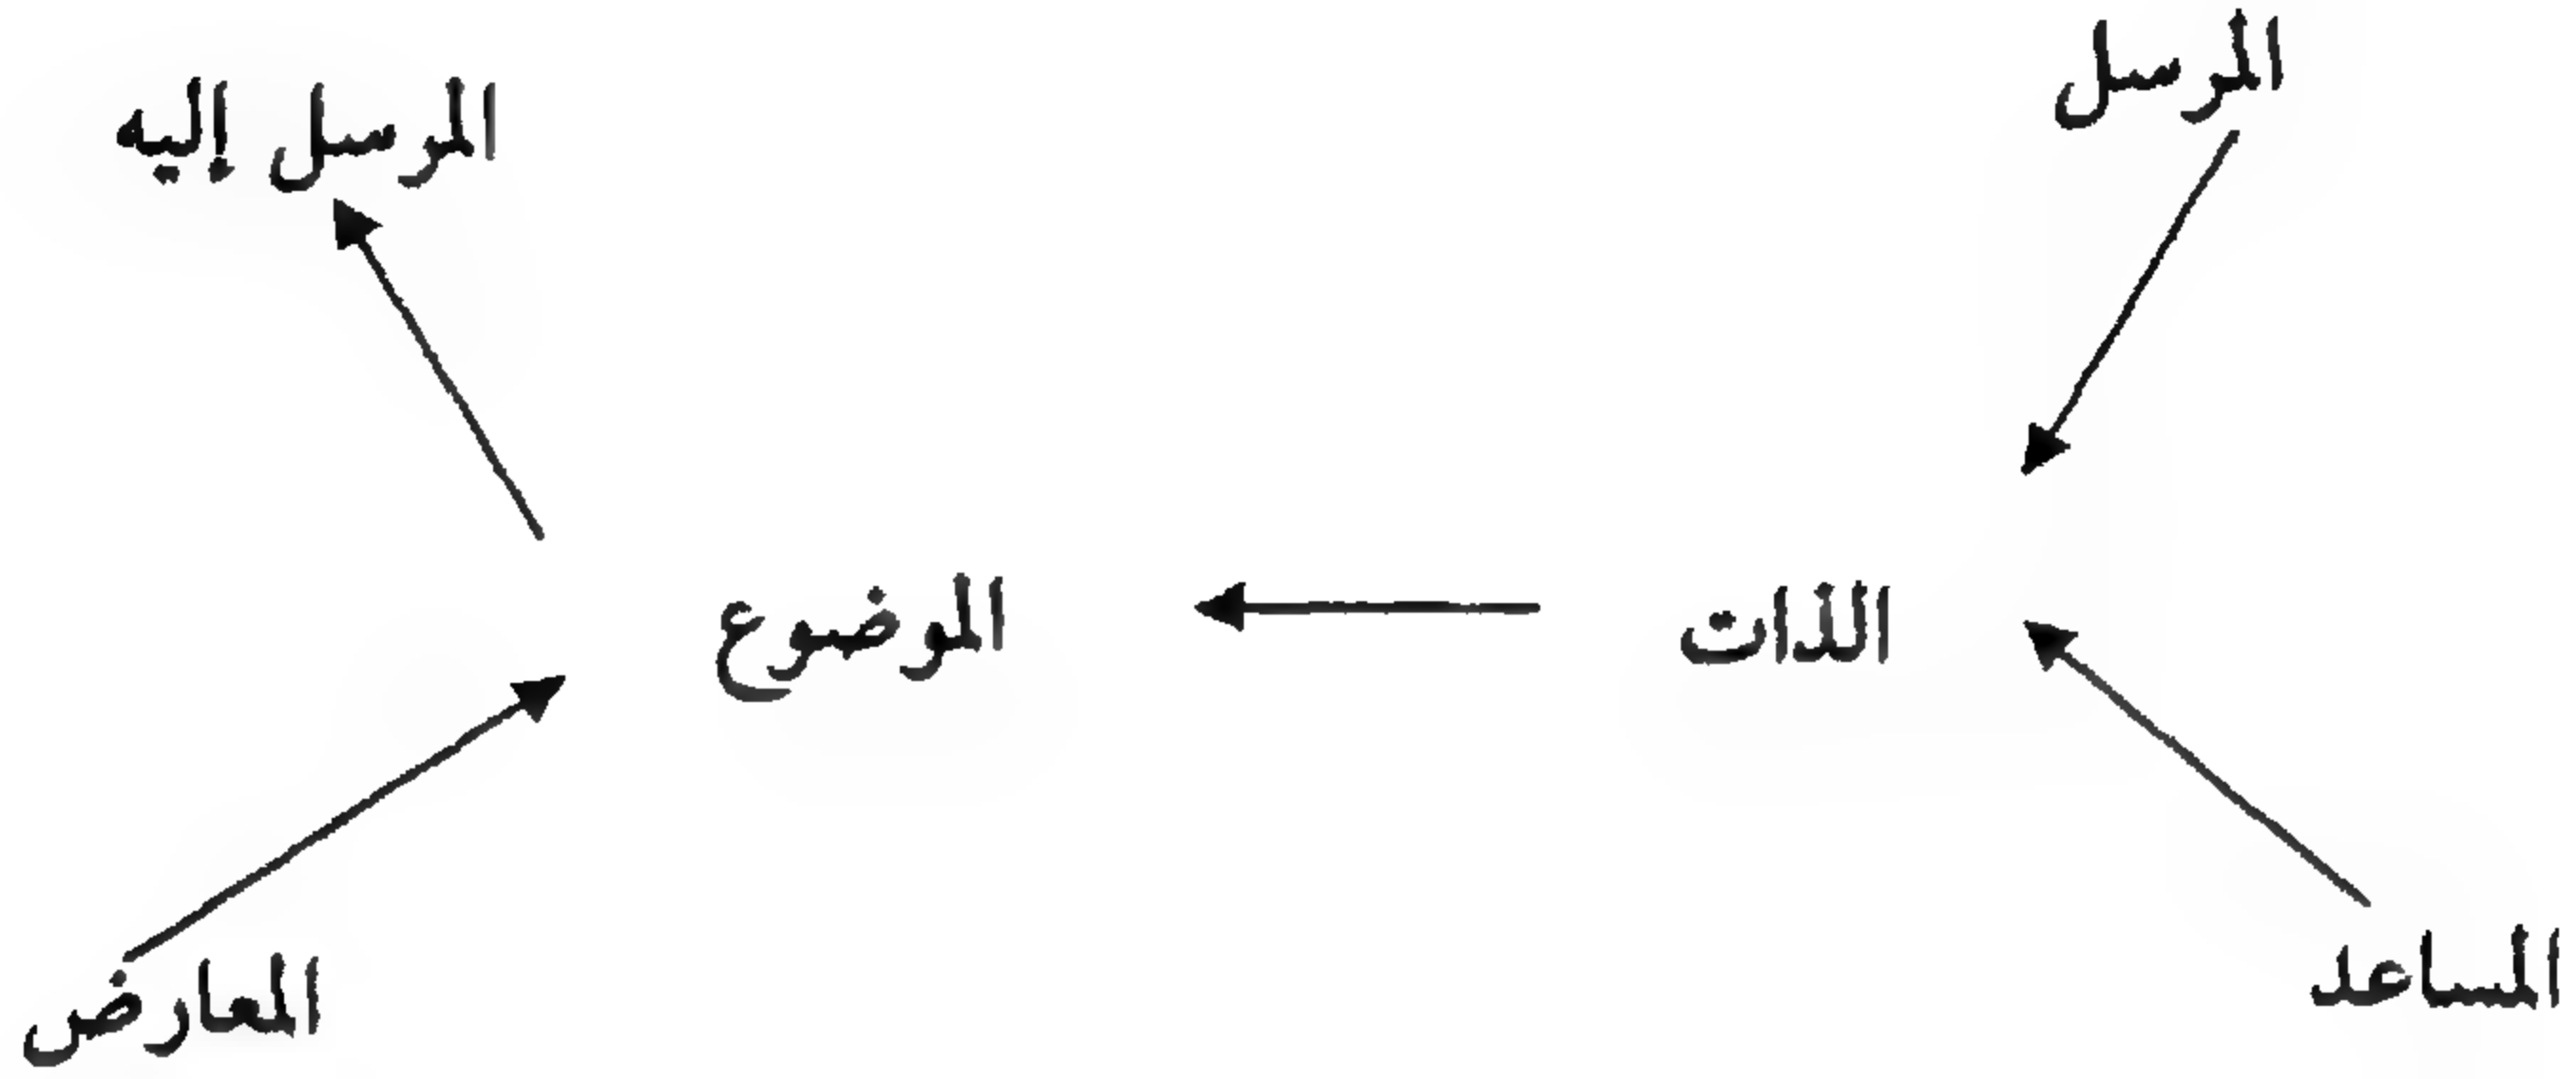 المرسل
المرسل إليه
الذات
الموضوع
المساعد
المعارض